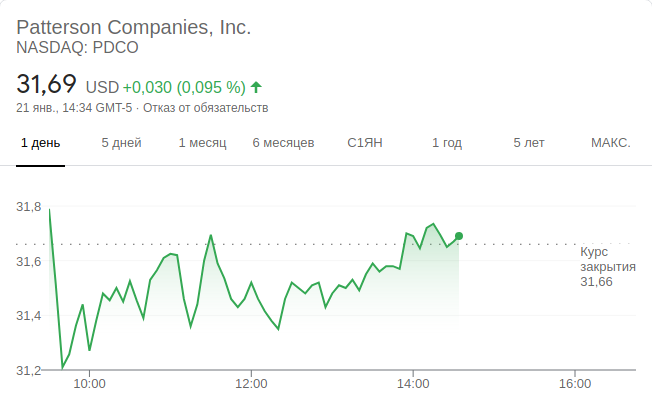 Patterson Companies, Inc.
NASDAQ: PDCO
31,69 USD +0,030 (0,095 %)
21 янв., 14:34 GMT-5 · Отказ от обязательств
1 день 5 дней 1 месяц 6 месяцев С1ЯН 1 год 5 лет МАКС.
31,8
31,6
31,4
31,2
Курс
закрытия
31,66
10:00 12:00 14:00 16:00